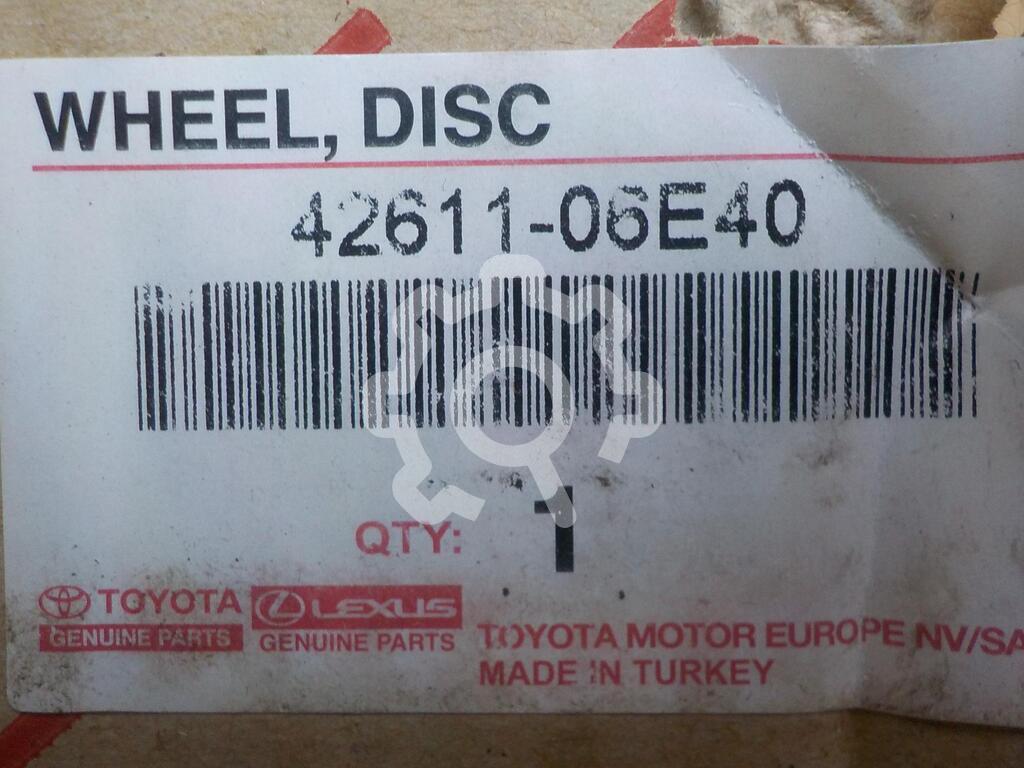 WHEEL, DISC
42611-06E40
QTY: 1
TOYOTA
GENUINE PARTS
LEXUS
GENUINE PARTS
TOYOTA MOTOR EUROPE NV/SA
MADE IN TURKEY